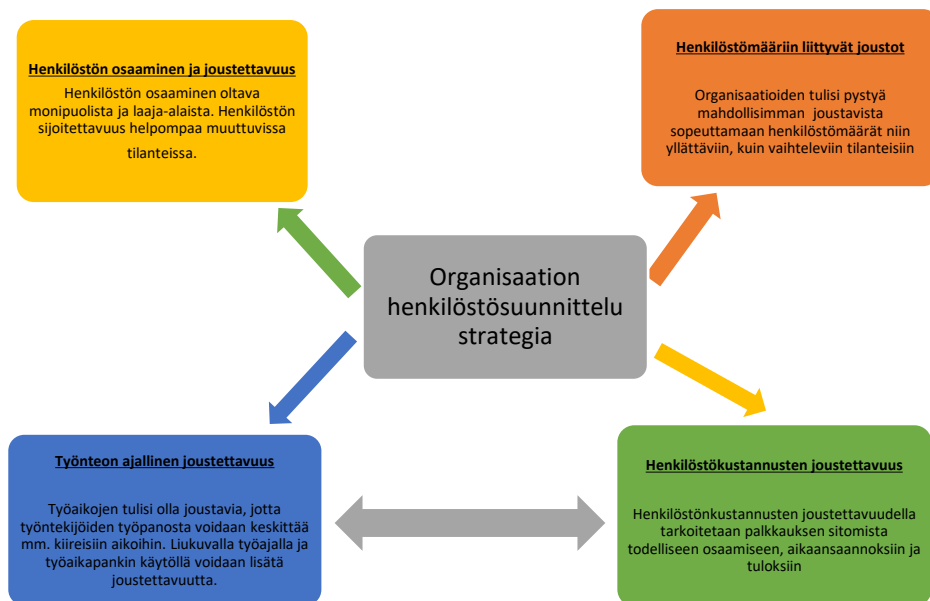 Henkilöstön osaaminen ja joustettavuus
Henkilöstön osaaminen oltava
monipuolista ja laaja-alaista. Henkilöstön
sijoitettavuus helpompaa muuttuvissa
tilanteissa.
Henkilöstömääriin liittyvät joustot
Organisaatioiden tulisi pystyä
mahdollisimman joustavista
sopeuttamaan henkilöstömäärät niin
yllättäviin, kuin vaihteleviin tilanteisiin
Organisaation
henkilöstösuunnittelu
strategia
Työnteon ajallinen joustettavuus
Työaikojen tulisi olla joustavia, jotta
työntekijöiden työpanosta voidaan keskittää
mm. kiireisiin aikoihin. Liukuvalla työajalla ja
työaikapankin käytöllä voidaan lisätä
joustettavuutta.
Henkilöstökustannusten joustettavuus
Henkilöstönkustannusten joustettavuudella
tarkoitetaan palkkauksen sitomista
todelliseen osaamiseen, aikaansaannoksiin ja
tuloksiin